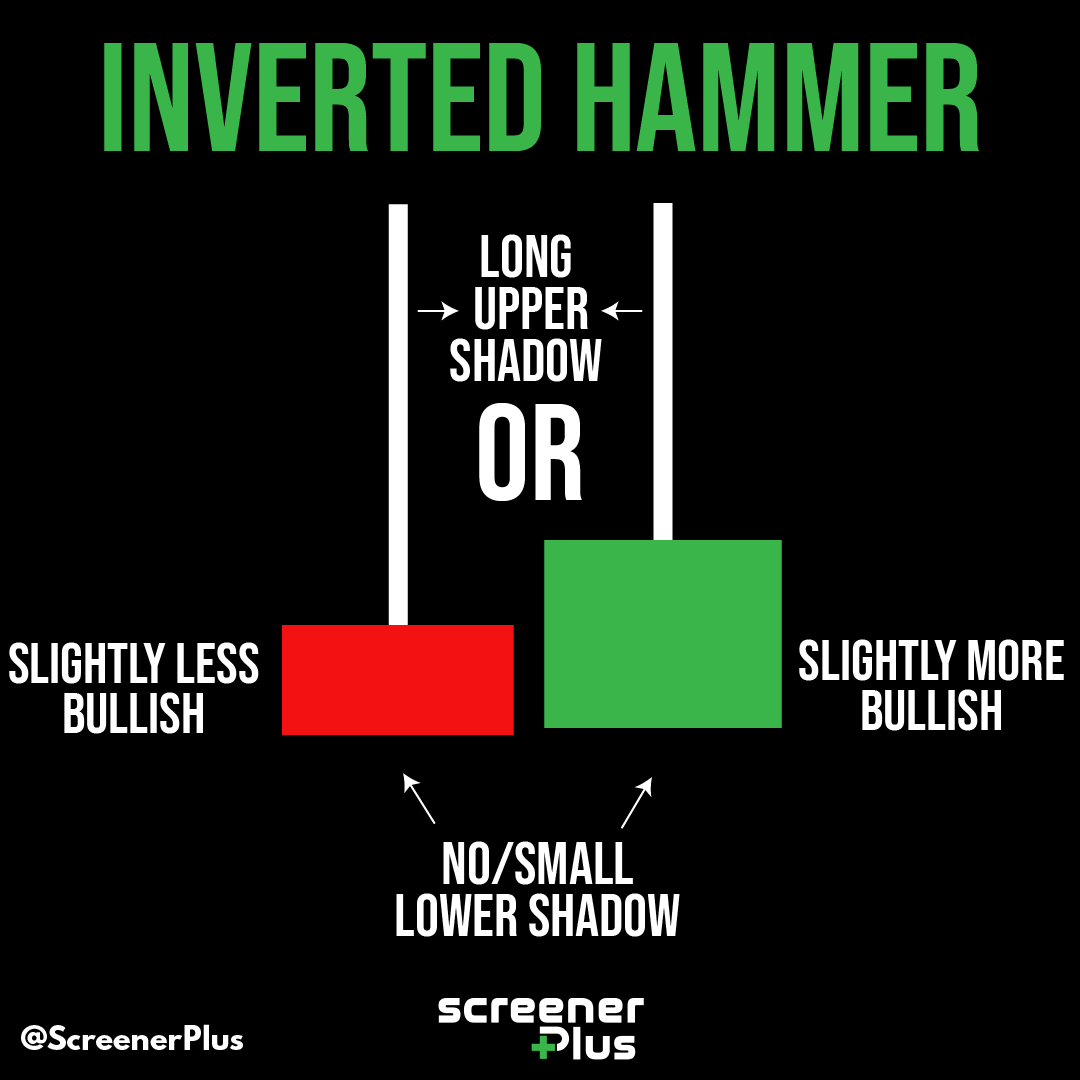 INVERTED HAMMER
LONG
UPPER
SHADOW
OR
SLIGHTLY LESS
BULLISH
SLIGHTLY MORE
BULLISH
NO/SMALL
LOWER SHADOW
@ScreenerPlus
screener
Plus